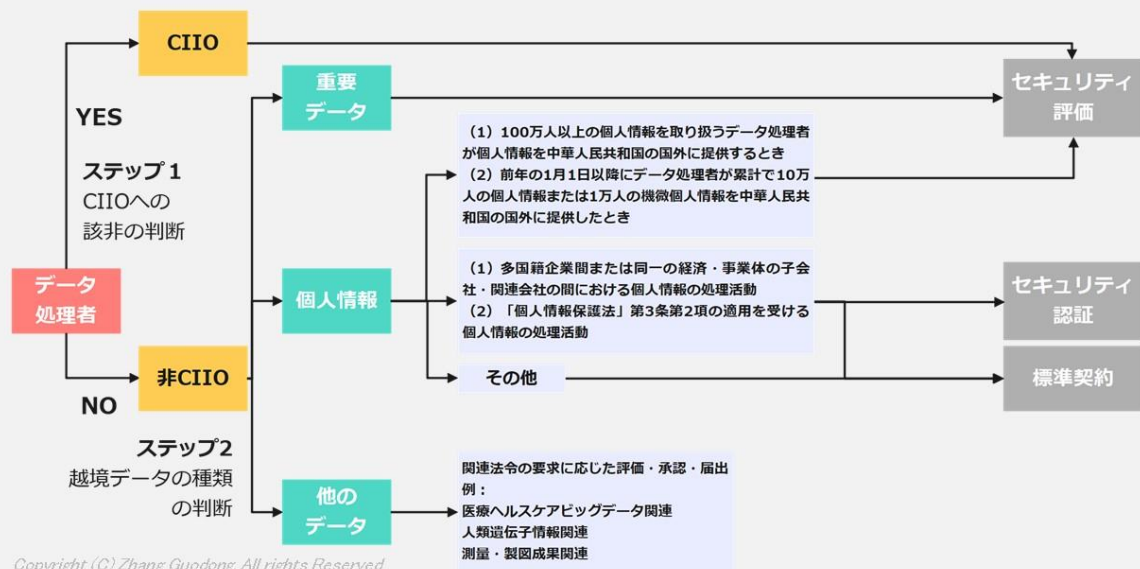 CIIO
YES
ステップ1
CIIOへの
該非の判断
データ
処理者
NO
非CIIO
ステップ2
越境データの種類
の判断
重要
データ
個人情報
他の
データ
（1）100万人以上の個人情報を取り扱うデータ処理者
が個人情報を中華人民共和国の国外に提供するとき
（2）前年の1月1日以降にデータ処理者が累計で10万
人の個人情報または1万人の機微個人情報を中華人民共
和国の国外に提供したとき
（1）多国籍企業間または同一の経済・事業体の子会
社・関連会社の間における個人情報の処理活動
（2）「個人情報保護法」第3条第2項の適用を受ける
個人情報の処理活動
その他
関連法令の要求に応じた評価・承認・届出
例：
医療ヘルスケアビッグデータ関連
人類遺伝子情報関連
測量・製図成果関連
セキュリティ
評価
セキュリティ
認証
標準契約
Copyright (C) Zhang Guodong All rights Reserved